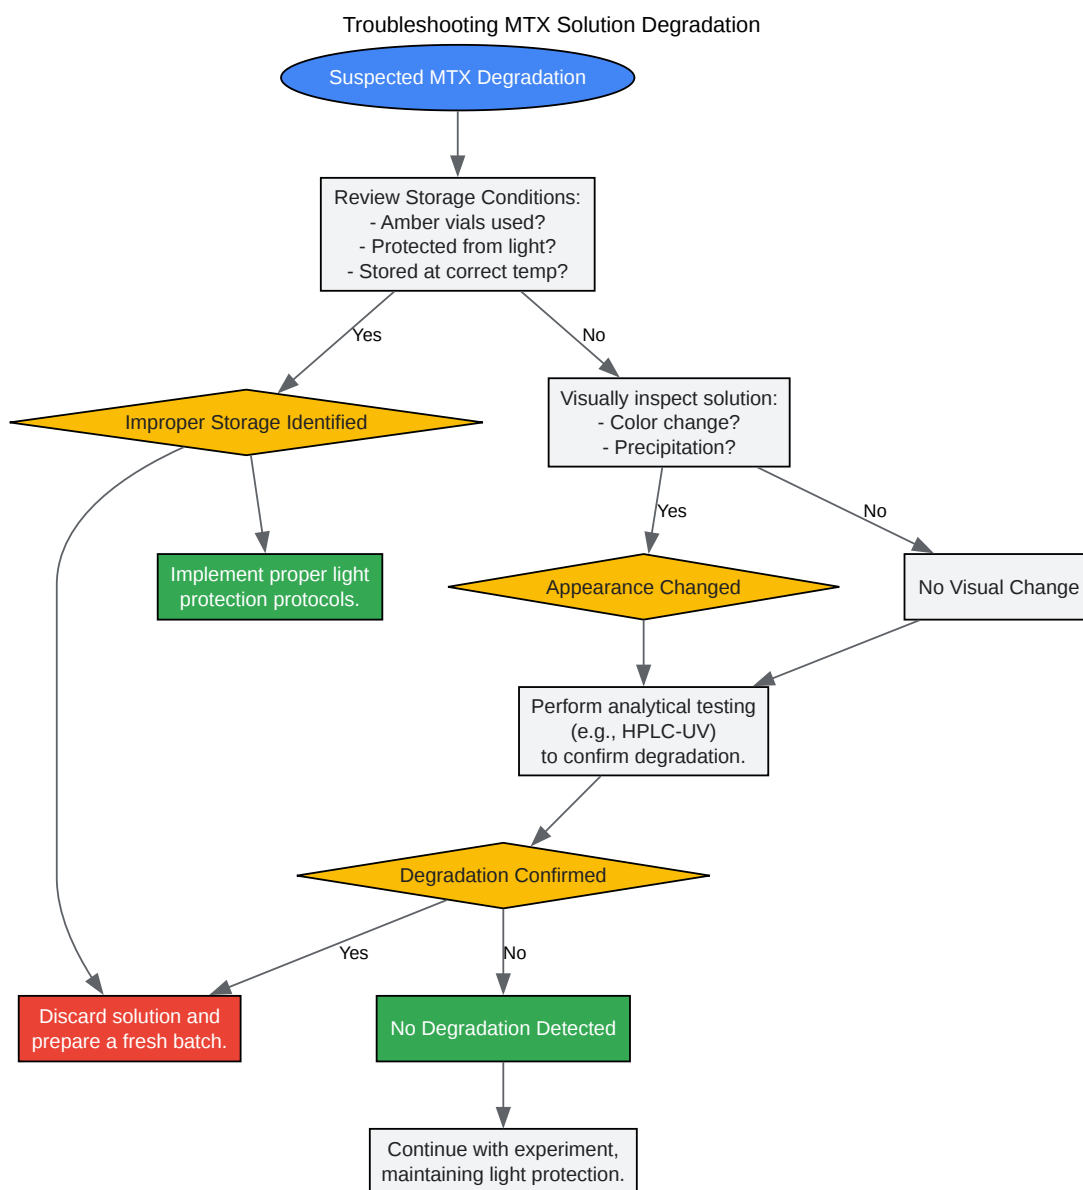 Troubleshooting MTX Solution Degradation
Suspected MTX Degradation
Review Storage Conditions:
- Amber vials used?
- Protected from light?
- Stored at correct temp?
Yes
No
Improper Storage Identified
Visually inspect solution:
- Color change?
- Precipitation?
Yes
No
Implement proper light
protection protocols.
Appearance Changed
No Visual Change
Perform analytical testing
(e.g., HPLC-UV)
to confirm degradation.
Degradation Confirmed
Yes
No
Discard solution and
prepare a fresh batch.
No Degradation Detected
Continue with experiment,
maintaining light protection.